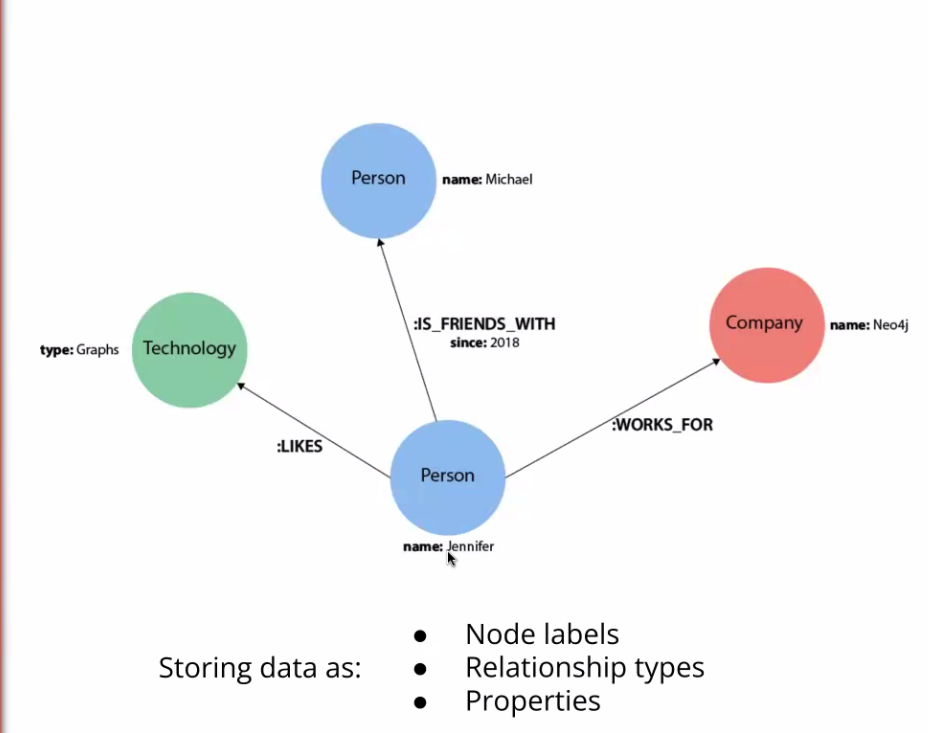 Person
name: Michael
:IS_FRIENDS_WITH
since: 2018
Company
name: Neo4j
type: Graphs
Technology
:LIKES
:WORKS_FOR
Person
name: Jennifer
Storing data as:
● Node labels
● Relationship types
● Properties